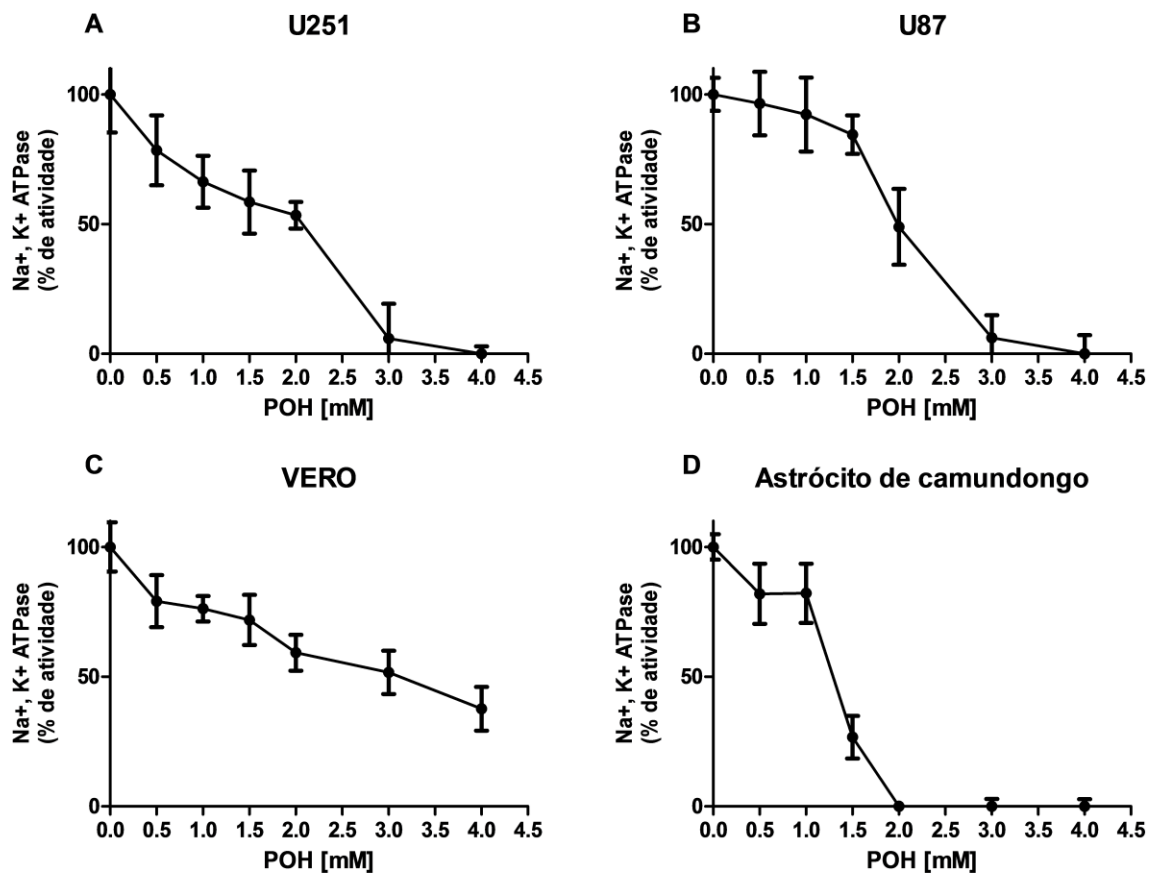 A
U251
Na+, K+ ATPase
(% de atividade)
100
50
0
0.0 0.5 1.0 1.5 2.0 2.5 3.0 3.5 4.0 4.5
POH [mM]
B
U87
Na+, K+ ATPase
(% de atividade)
100
50
0
0.0 0.5 1.0 1.5 2.0 2.5 3.0 3.5 4.0 4.5
POH [mM]
C
VERO
Na+, K+ ATPase
(% de atividade)
100
50
0
0.0 0.5 1.0 1.5 2.0 2.5 3.0 3.5 4.0 4.5
POH [mM]
D
Astrócito de camundongo
Na+, K+ ATPase
(% de atividade)
100
50
0
0.0 0.5 1.0 1.5 2.0 2.5 3.0 3.5 4.0 4.5
POH [mM]